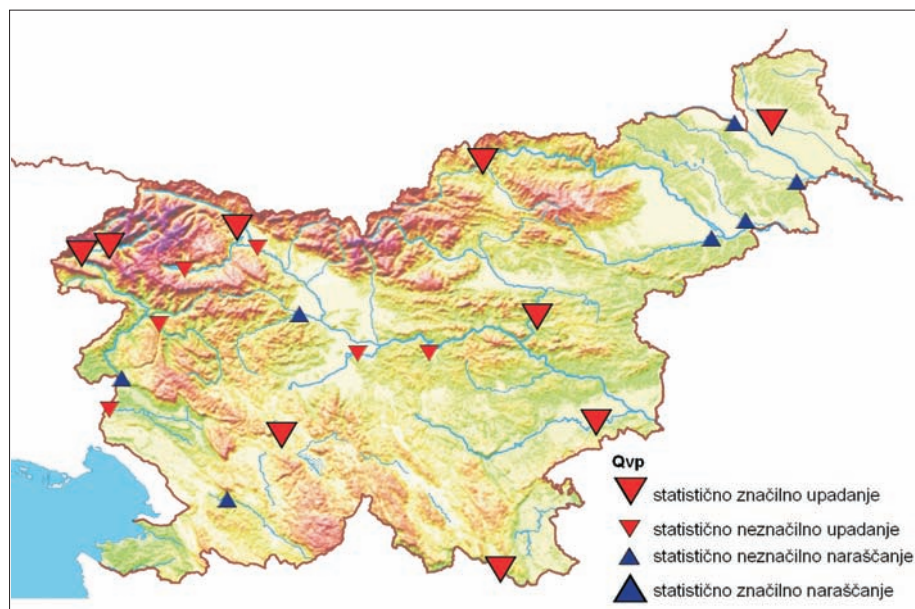 Qvp
statistično značilno upadanje
statistično neznačilno upadanje
statistično neznačilno naraščanje
statistično značilno naraščanje